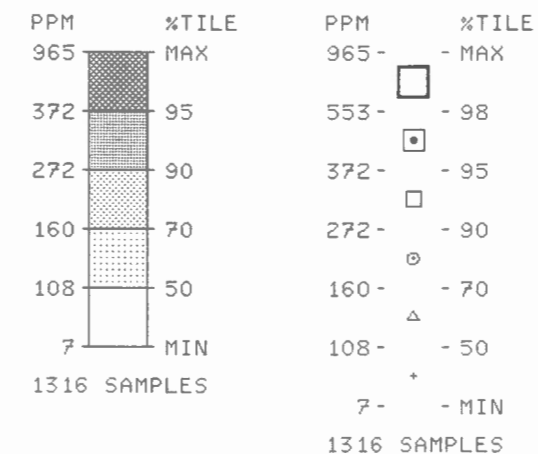 PPM %TILE
965 MAX
372 95
272 90
160 70
108 50
7 MIN
1316 SAMPLES
PPM %TILE
965 - - MAX
553 - - 98
372 - - 95
272 - - 90
160 - - 70
108 - - 50
7 - - MIN
1316 SAMPLES